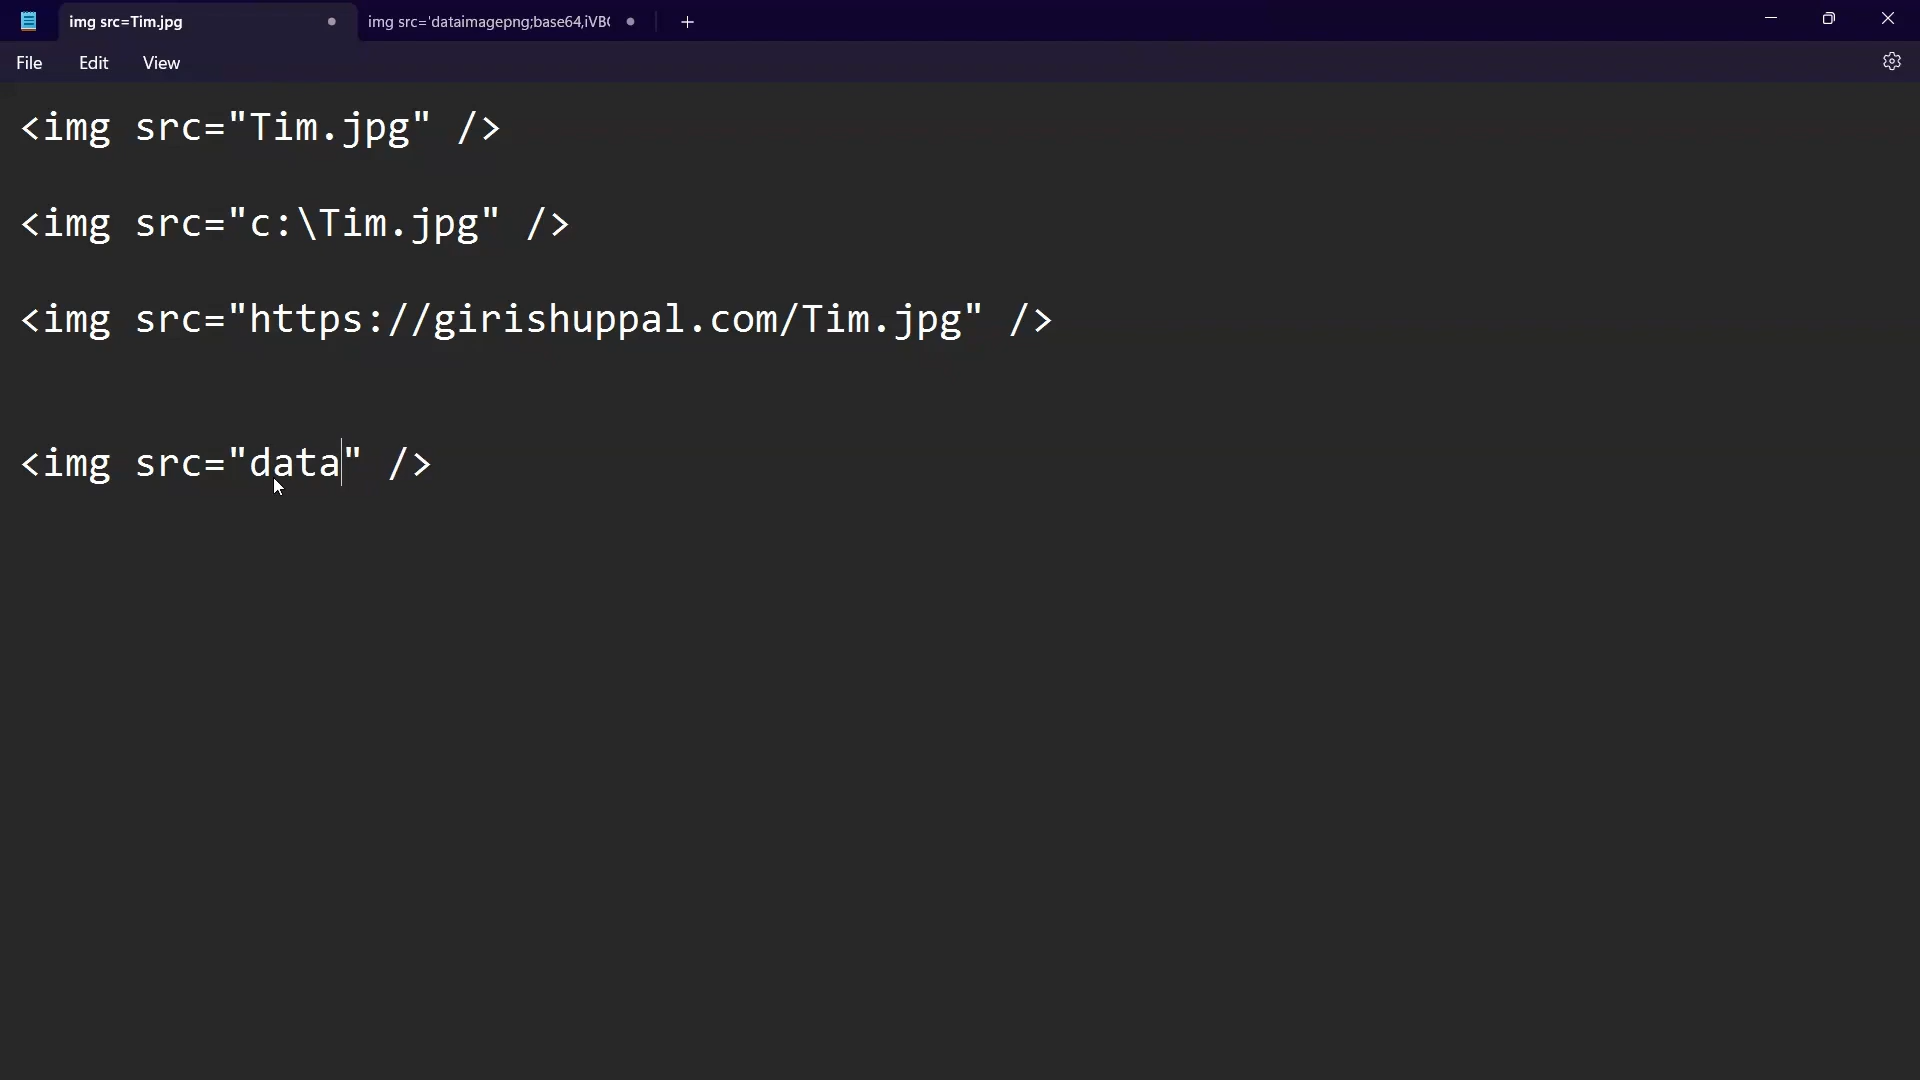 img src=Tim.jpg
img src='dataimagepng;base64,iVB
File Edit View
<img src="Tim.jpg" />
<img src="c:\Tim.jpg" />
<img src="https://girishuppal.com/Tim.jpg" />
<img src="data" />